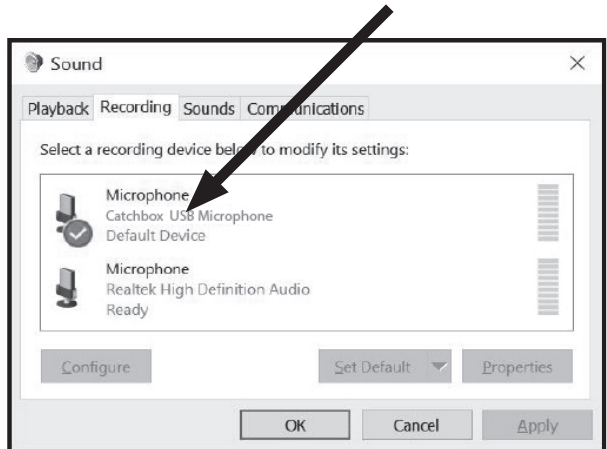 Sound
Playback Recording Sounds Communications
Select a recording device below to modify its settings:
Microphone
Catchbox USB Microphone
Default Device
Microphone
Realtek High Definition Audio
Ready
Configure Set Default Properties
OK Cancel Apply